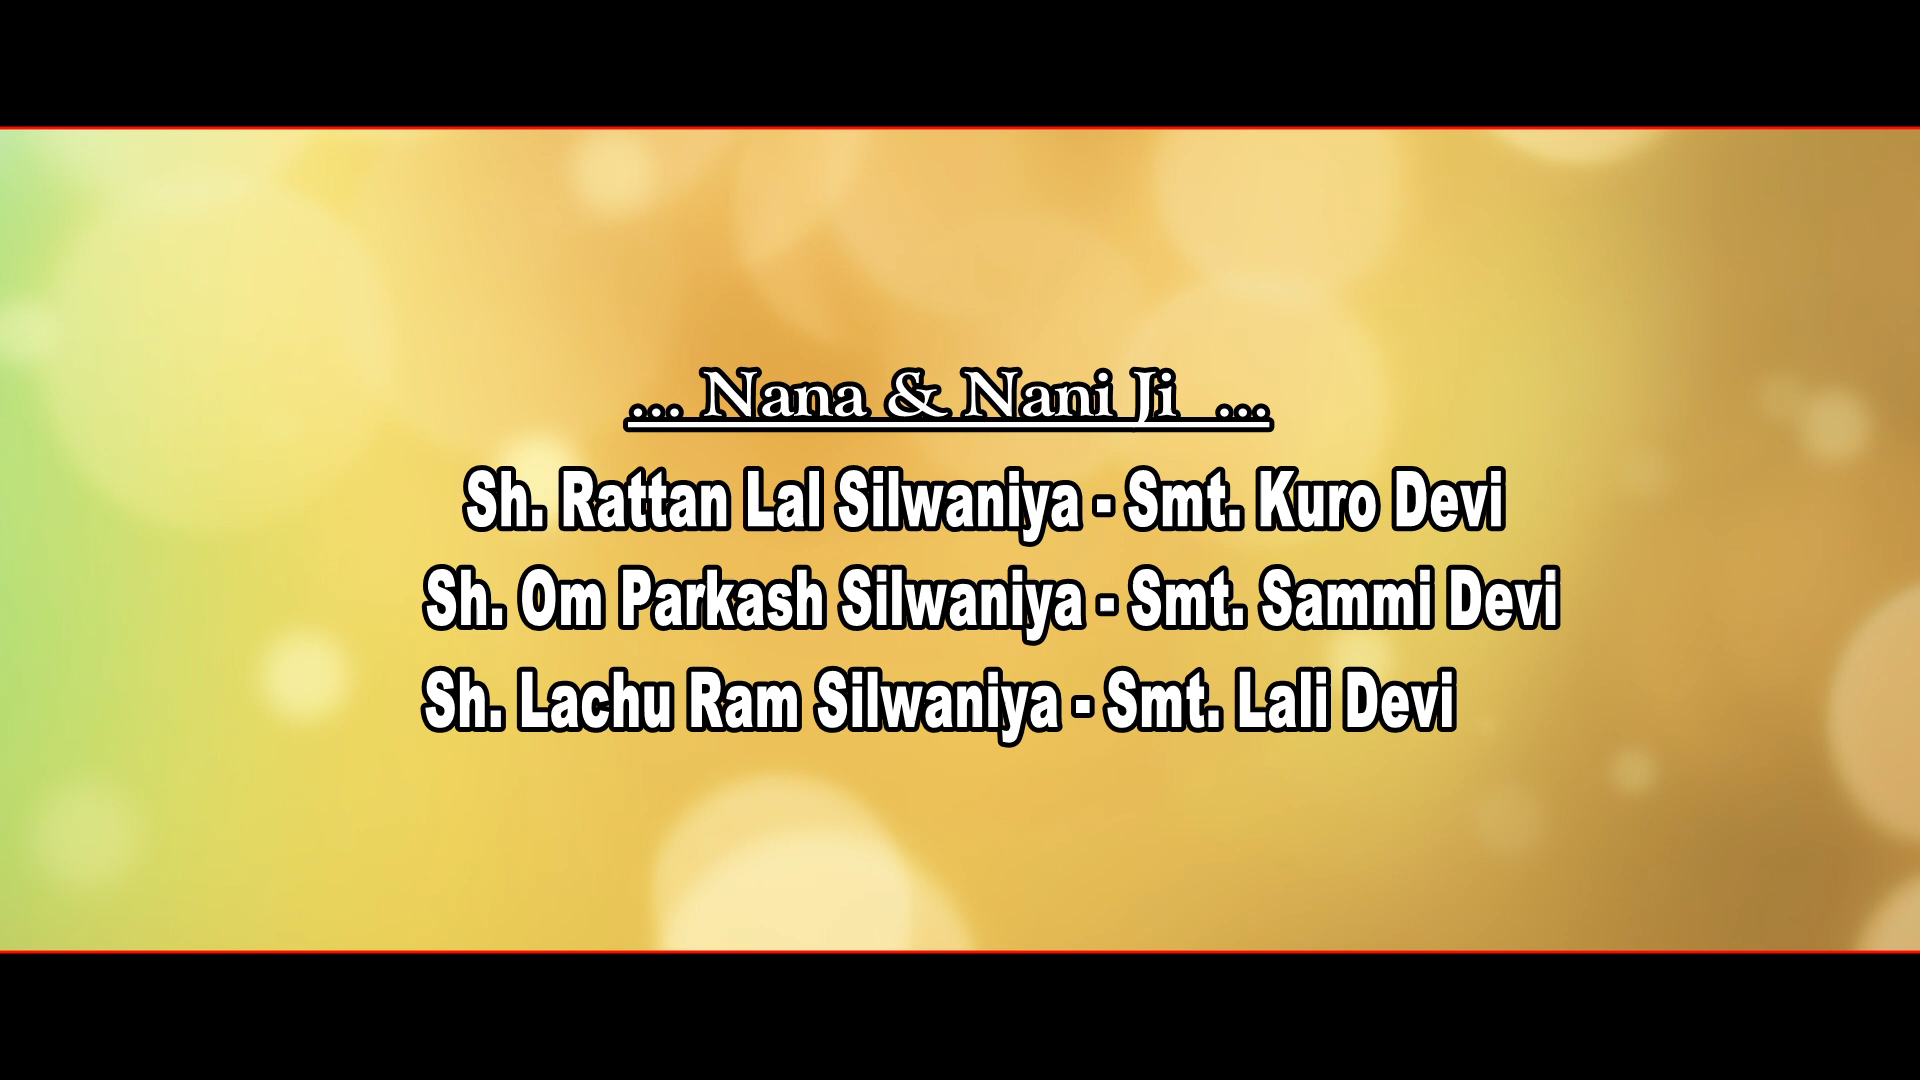 ... Nana & Nani Ji ...
Sh. Rattan Lal Silwaniya - Smt. Kuro Devi
Sh. Om Parkash Silwaniya - Smt. Sammi Devi
Sh. Lachu Ram Silwaniya - Smt. Lali Devi